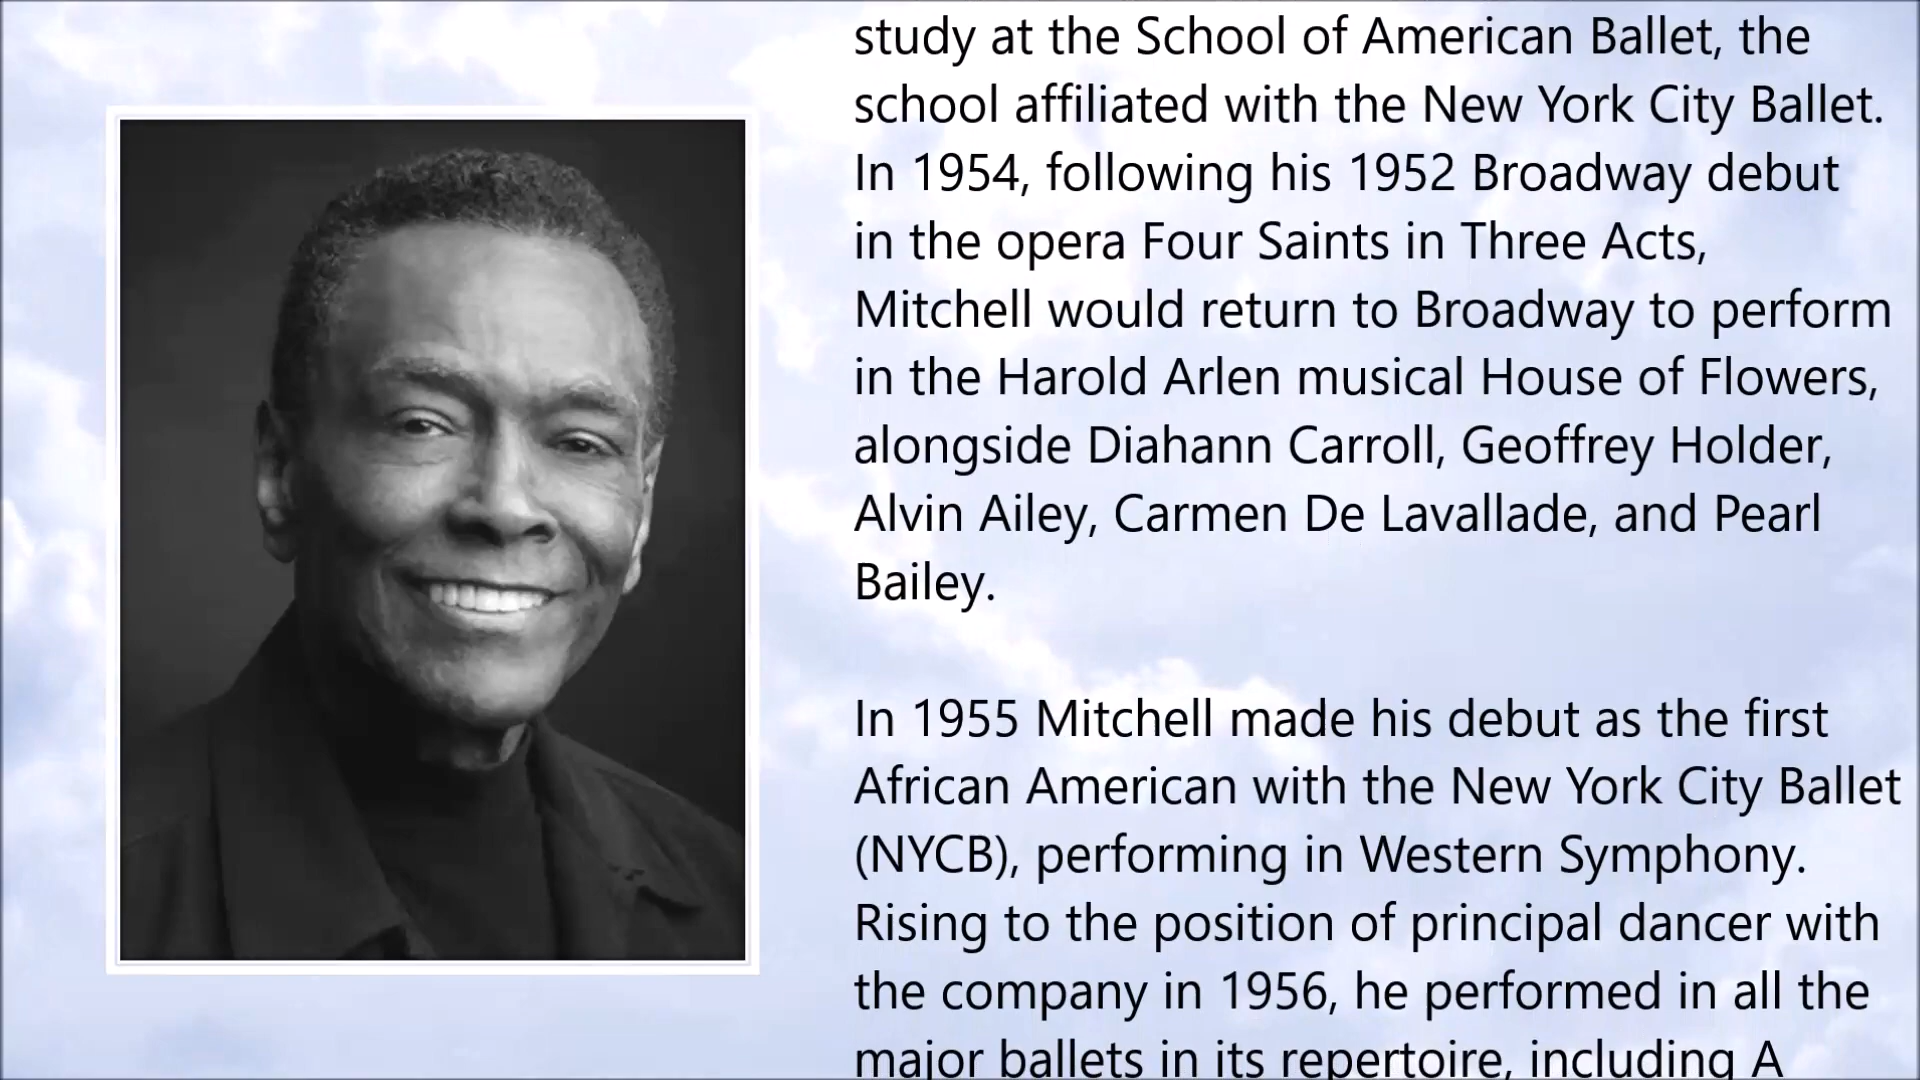 study at the School of American Ballet, the
school affiliated with the New York City Ballet.
In 1954, following his 1952 Broadway debut
in the opera Four Saints in Three Acts,
Mitchell would return to Broadway to perform
in the Harold Arlen musical House of Flowers,
alongside Diahann Carroll, Geoffrey Holder,
Alvin Ailey, Carmen De Lavallade, and Pearl
Bailey.
In 1955 Mitchell made his debut as the first
African American with the New York City Ballet
(NYCB), performing in Western Symphony.
Rising to the position of principal dancer with
the company in 1956, he performed in all the
major ballets in its repertoire, including A